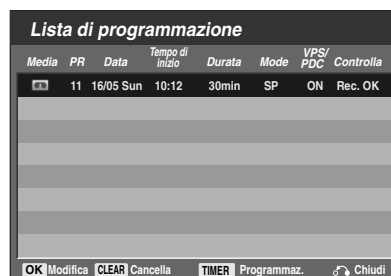 Lista di programmazione
Media PR Data Tempo di inizio Durata Mode VPS/PDC Controlla
11 16/05 Sun 10:12 30min SP ON Rec. OK
OK Modifica CLEAR Cancella TIMER Programmaz. Chiudi